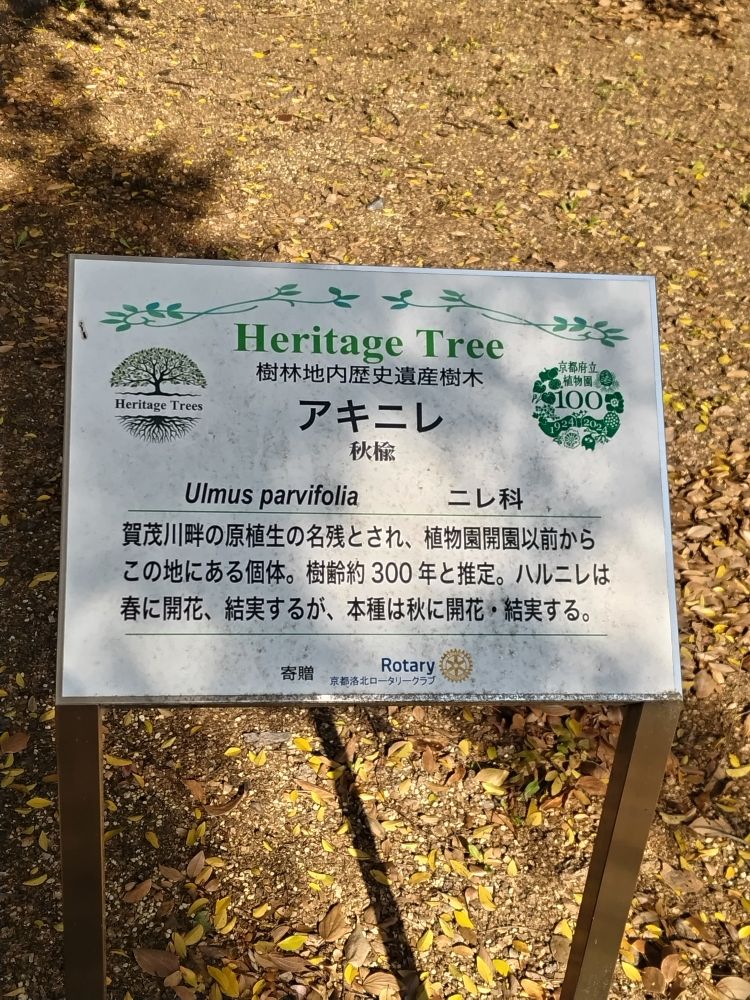 Heritage Tree
樹林地内歴史遺産樹木
Heritage Trees
アキニレ
秋楡
京都府立
植物園
100
1924 2024
Ulmus parvifolia ニレ科
賀茂川畔の原植生の名残とされ、植物園開園以前から
この地にある個体。樹齢約300年と推定。ハルニレは
春に開花、結実するが、本種は秋に開花・結実する。
寄贈 Rotary
京都洛北ロータリークラブ